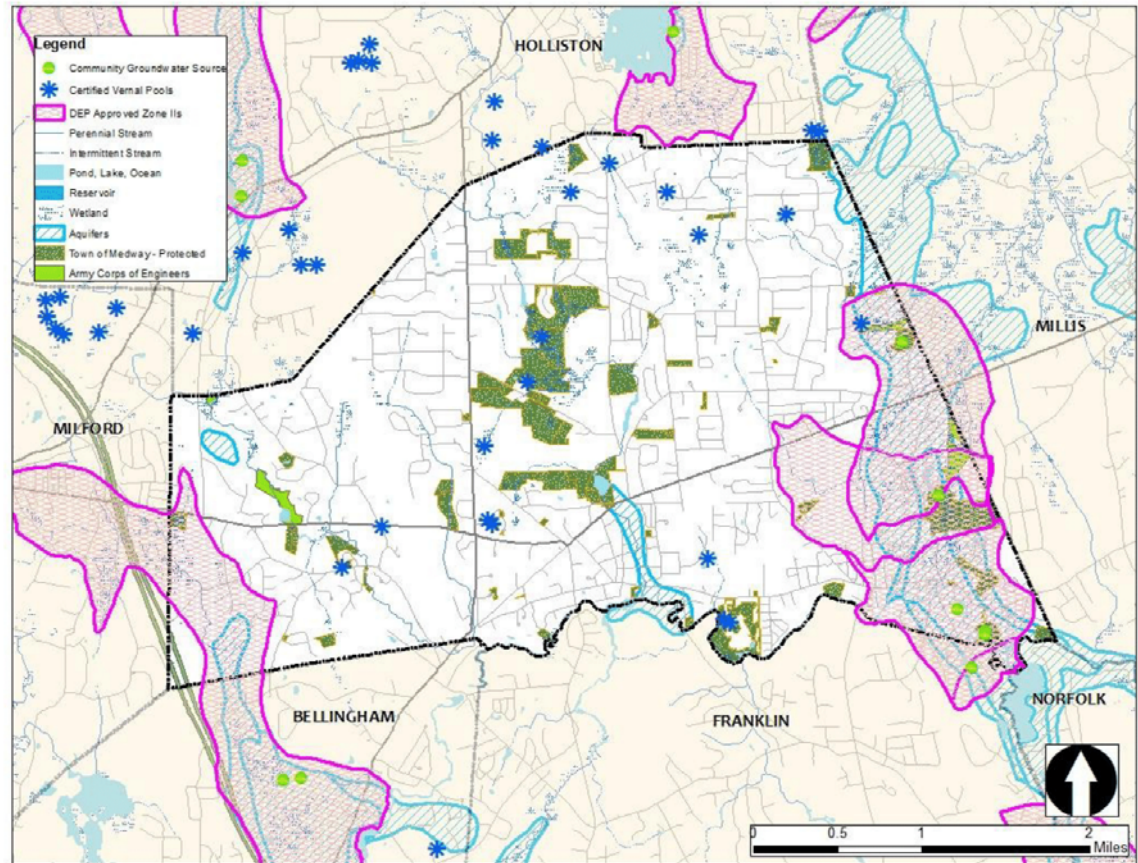 HOLLISTON
Legend
Community Groundwater Source
Certified Vernal Pools
DEP Approved Zone IIs
Perennial Stream
Intermittent Stream
Pond, Lake, Ocean
Reservoir
Wetland
Aquifers
Town of Medway - Protected
Army Corps of Engineers
MILLIS
MILFORD
BELLINGHAM
FRANKLIN
NORFOLK
0 0.5 1 2
Miles